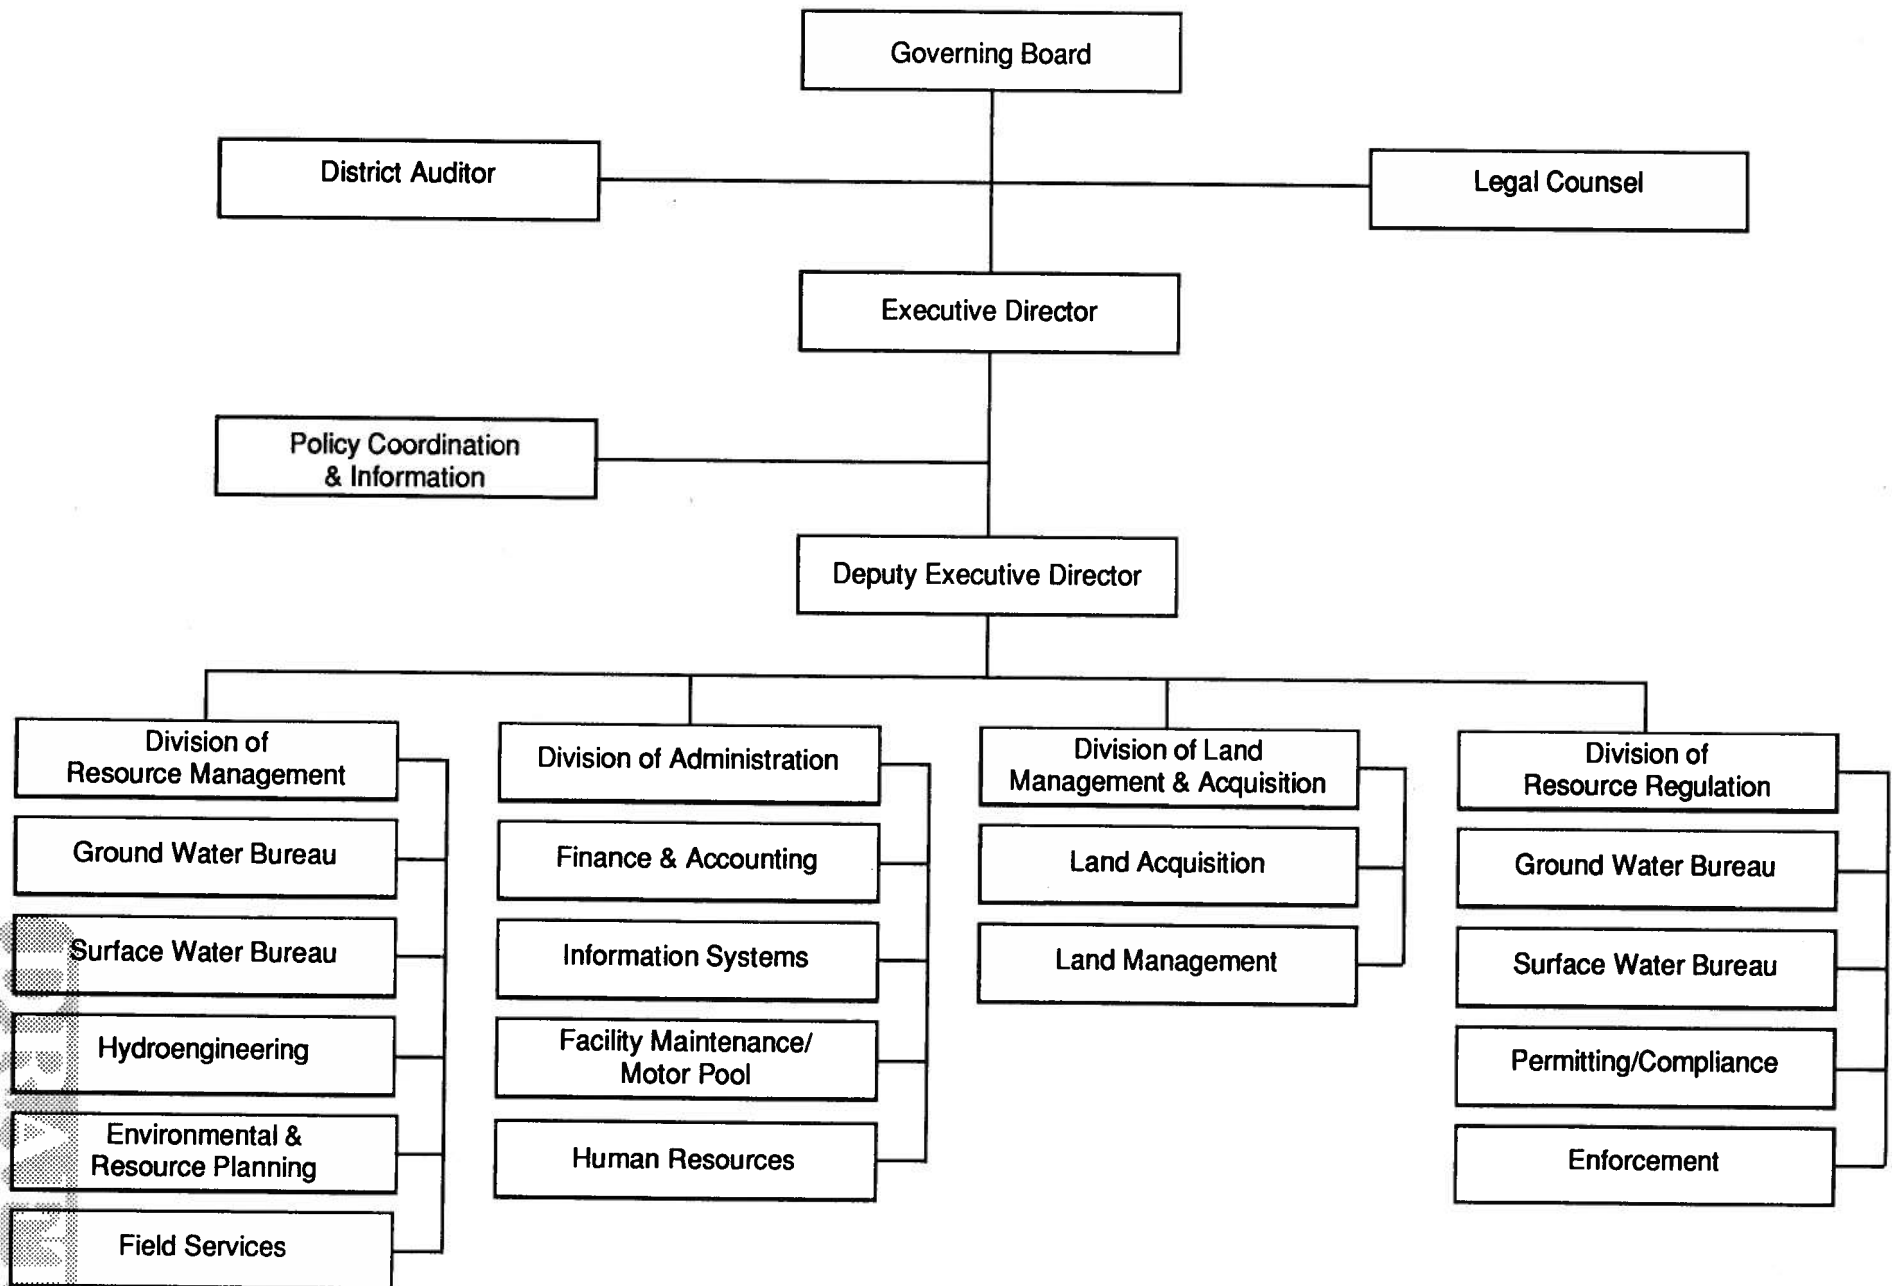 Governing Board
District Auditor
Legal Counsel
Executive Director
Policy Coordination
& Information
Deputy Executive Director
Division of
Resource Management
Ground Water Bureau
Surface Water Bureau
Hydroengineering
Environmental &
Resource Planning
Field Services
Division of Administration
Finance & Accounting
Information Systems
Facility Maintenance/
Motor Pool
Human Resources
Division of Land
Management & Acquisition
Land Acquisition
Land Management
Division of
Resource Regulation
Ground Water Bureau
Surface Water Bureau
Permitting/Compliance
Enforcement